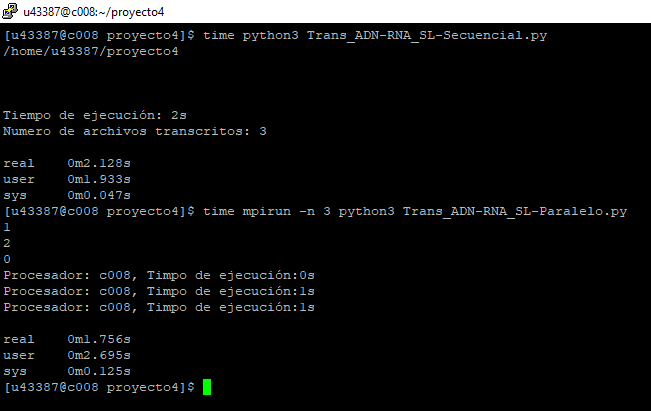 u43387@c008:~/proyecto4
[u43387@c008 proyecto4]$ time python3 Trans_ADN-RNA_SL-Secuencial.py
/home/u43387/proyecto4
Tiempo de ejecución: 2s
Numero de archivos transcritos: 3
real    0m2.128s
user    0m1.933s
sys     0m0.047s
[u43387@c008 proyecto4]$ time mpirun -n 3 python3 Trans_ADN-RNA_SL-Paralelo.py
1
2
0
Procesador: c008, Timpo de ejecución:0s
Procesador: c008, Timpo de ejecución:1s
Procesador: c008, Timpo de ejecución:1s
real    0m1.756s
user    0m2.695s
sys     0m0.125s
[u43387@c008 proyecto4]$